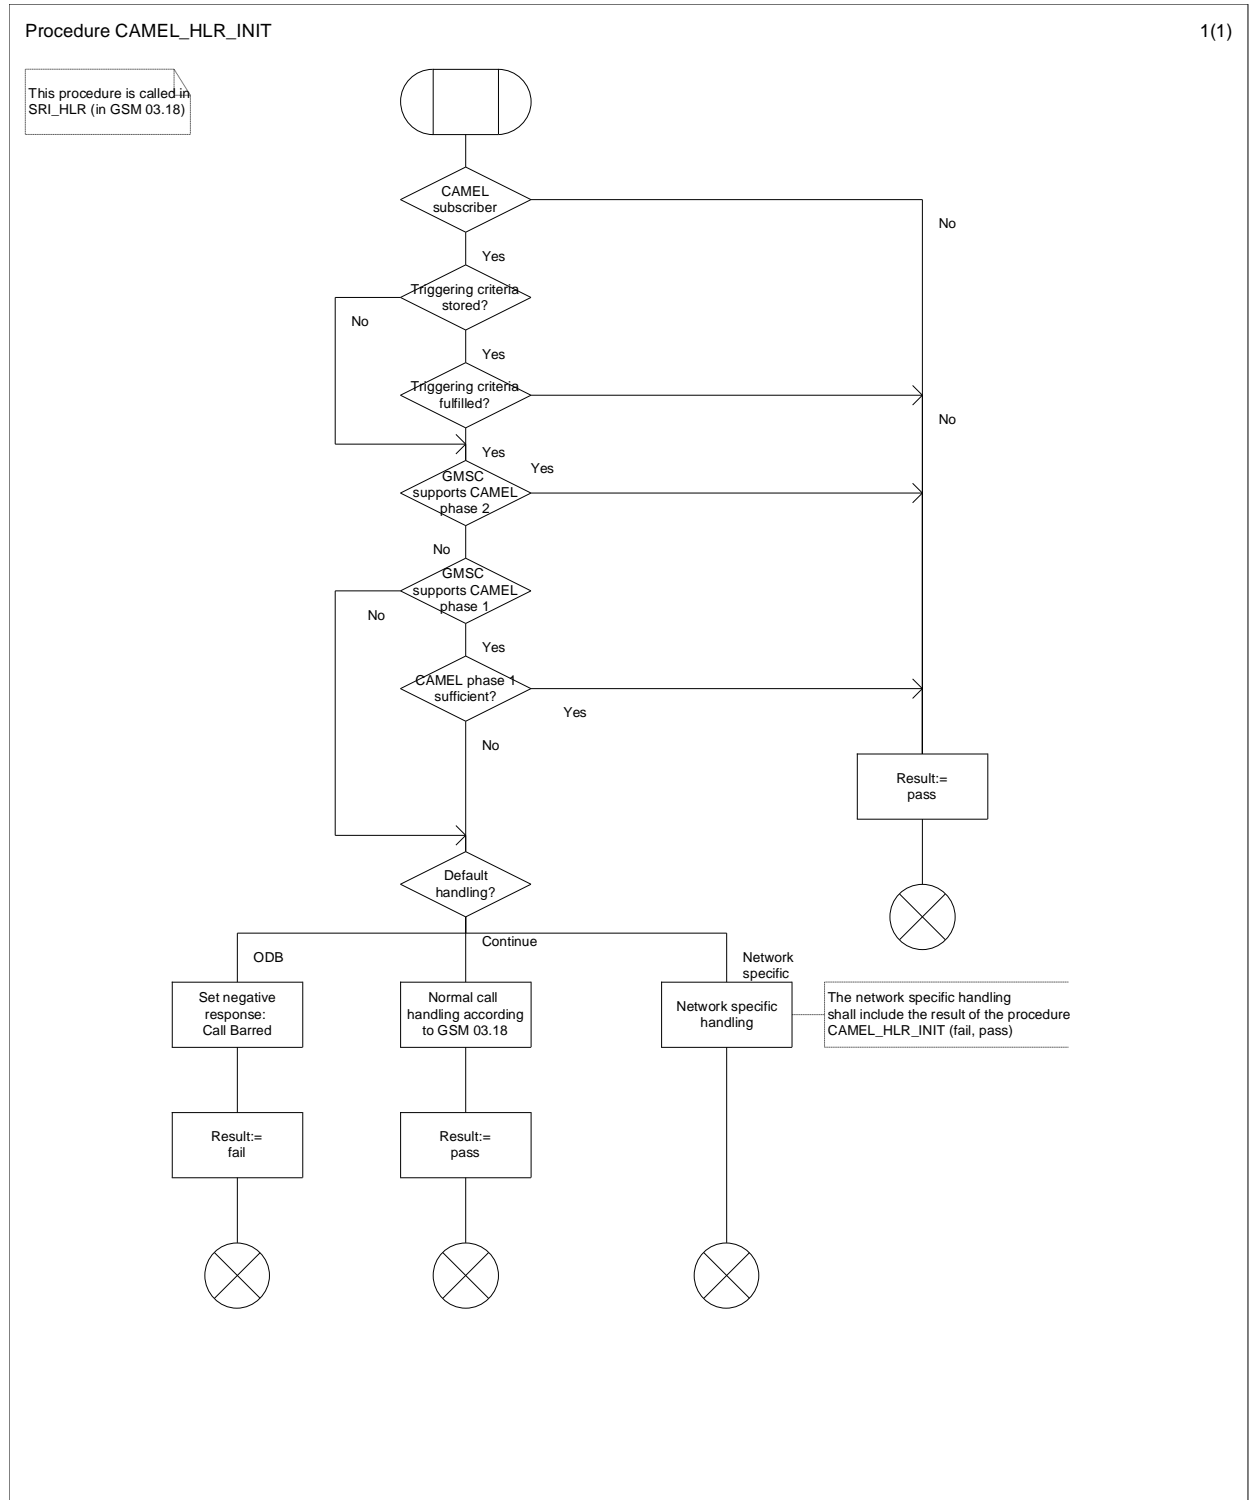 Procedure CAMEL_HLR_INIT
1(1)
This procedure is called in
SRI_HLR (in GSM 03.18)
CAMEL
subscriber
No
Yes
Triggering criteria
stored?
No
Yes
Triggering criteria
fulfilled?
No
Yes
Yes
GMSC
supports CAMEL
phase 2
No
GMSC
supports CAMEL
phase 1
No
Yes
CAMEL phase 1
sufficient?
Yes
No
Result:=
pass
Default
handling?
ODB
Continue
Network
specific
Set negative
response:
Call Barred
Normal call
handling according
to GSM 03.18
Network specific
handling
The network specific handling
shall include the result of the procedure
CAMEL_HLR_INIT (fail, pass)
Result:=
fail
Result:=
pass